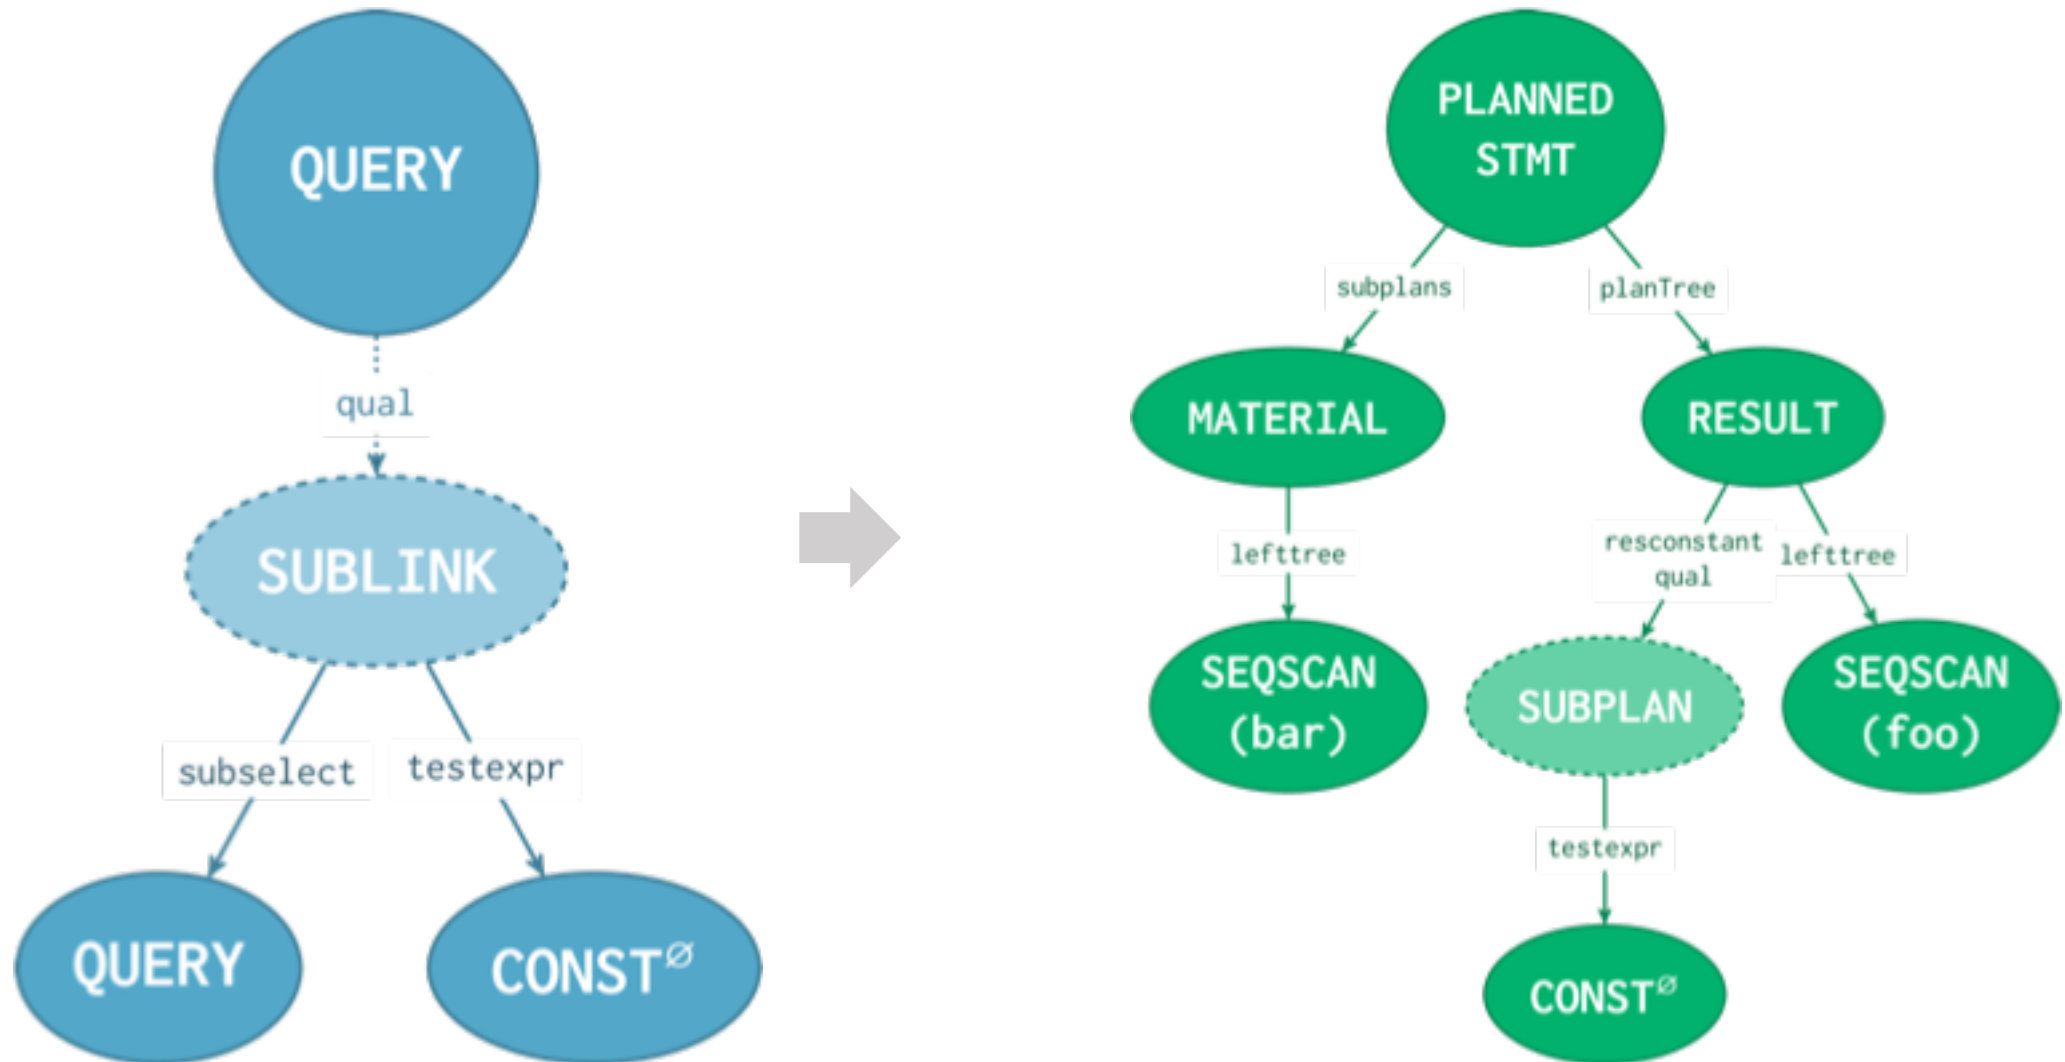 QUERY
qual
SUBLINK
subselect
testexpr
QUERY
CONST∅
PLANNED
STMT
subplans
planTree
MATERIAL
RESULT
lefttree
resconstant
qual
lefttree
SEQSCAN
(bar)
SUBPLAN
SEQSCAN
(foo)
testexpr
CONST∅